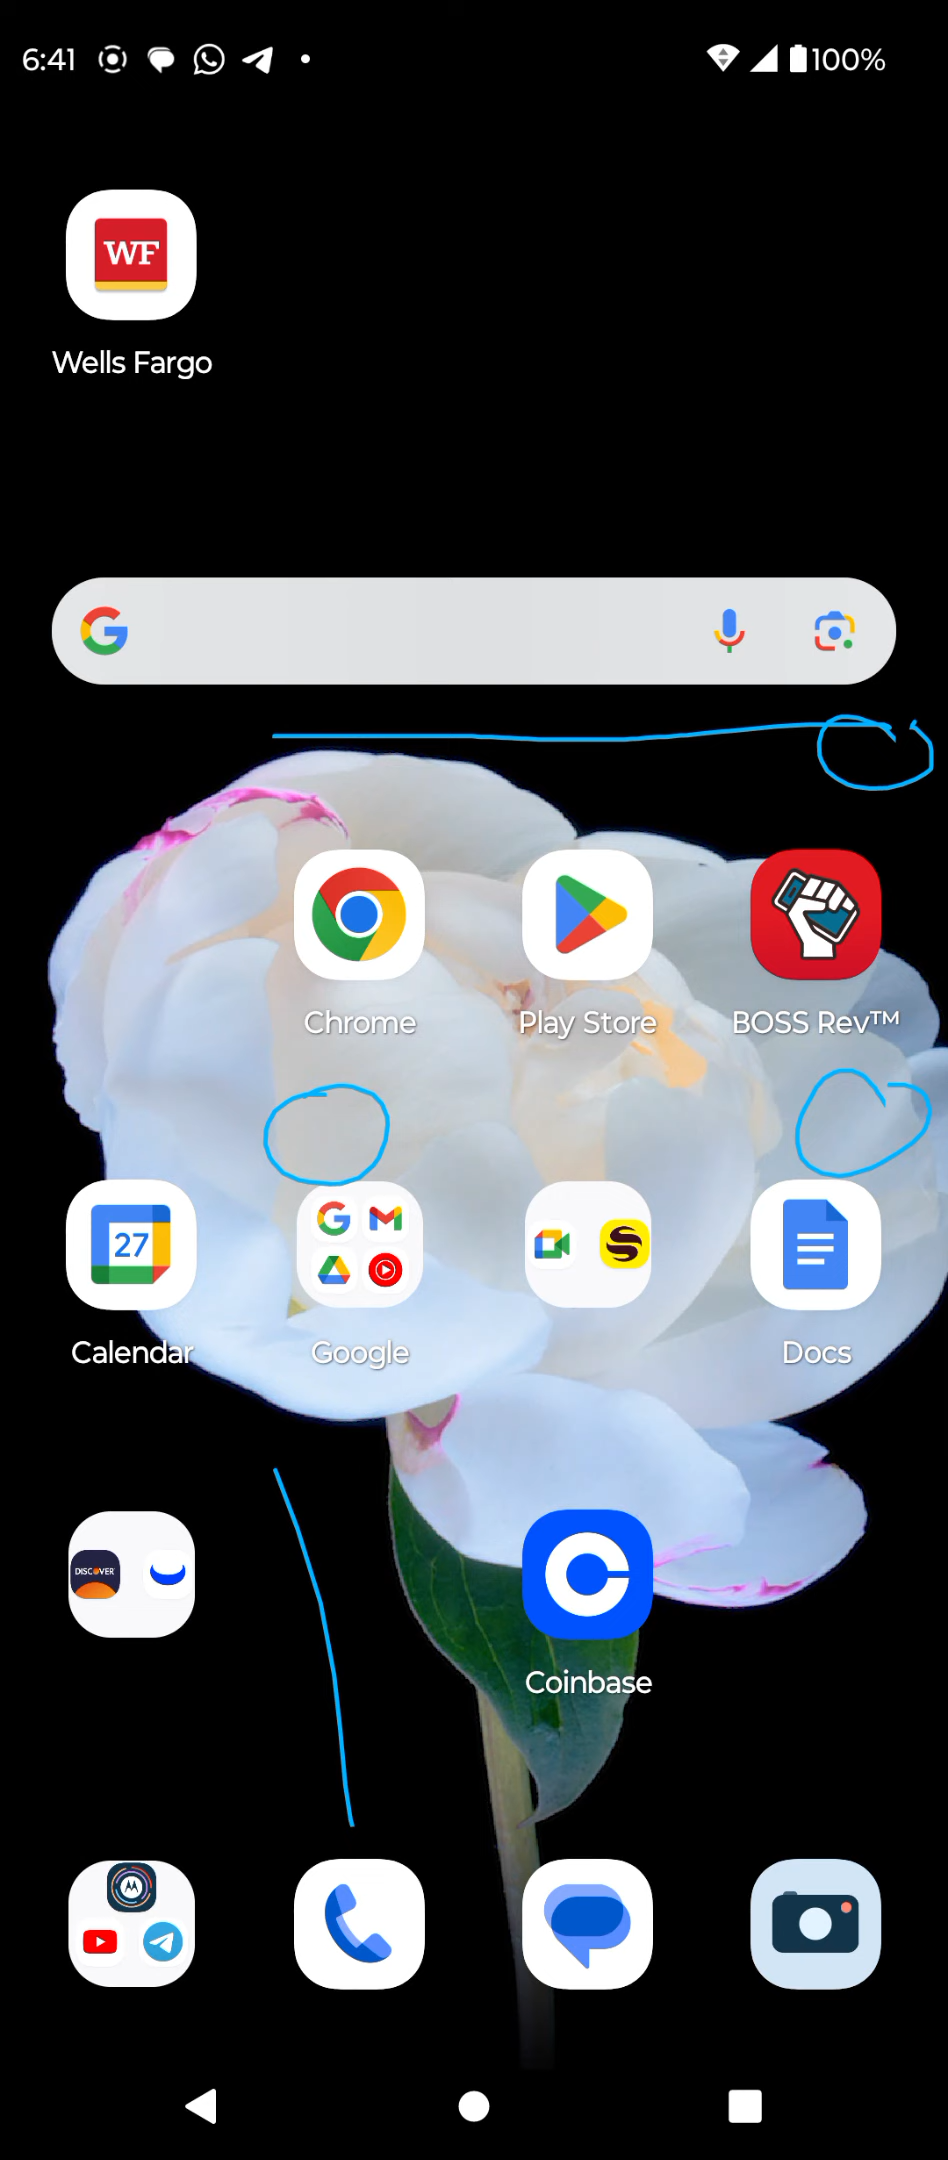 6:41 100%
WF
Wells Fargo
Chrome Play Store BOSS Rev™
27
Calendar Google Docs
DISCOVER
Coinbase